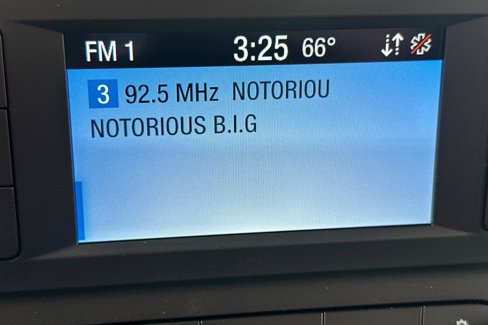 FM 1 3:25 66°
3 92.5 MHz NOTORIOU
NOTORIOUS B.I.G